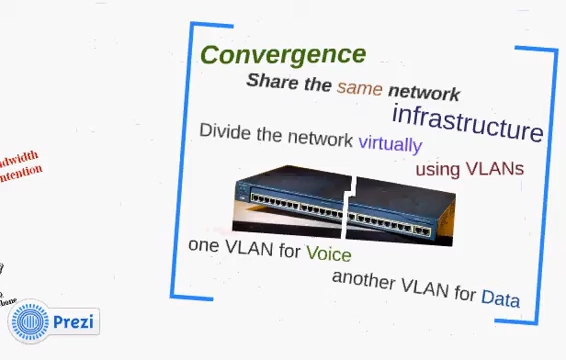 Convergence
Share the same network
infrastructure
Divide the network virtually
using VLANs
one VLAN for Voice
another VLAN for Data
Prezi